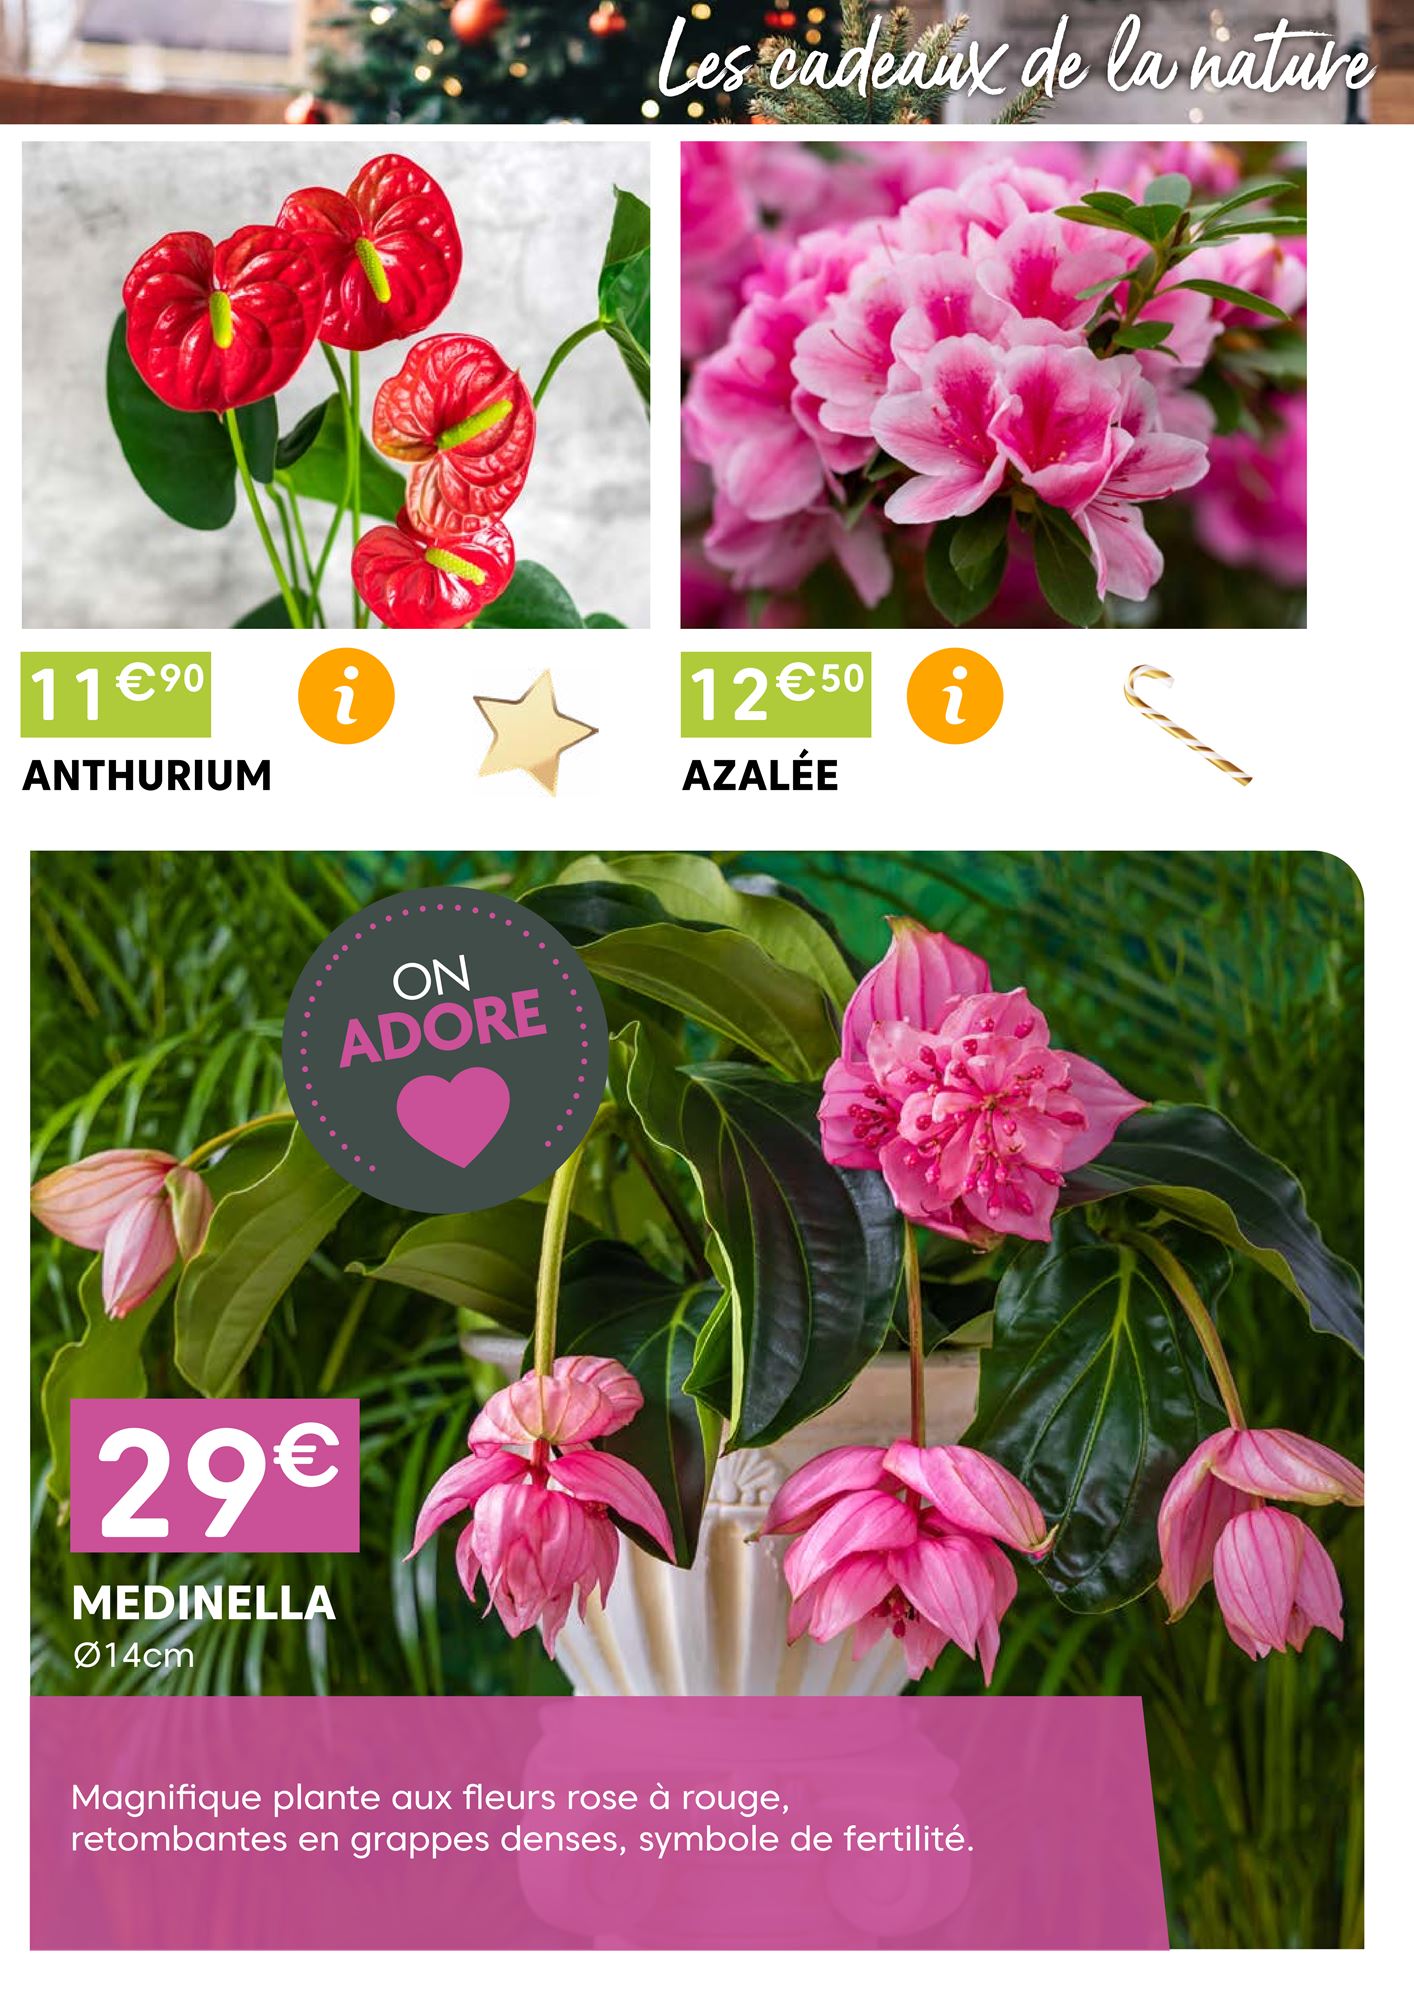 Les cadeaux de la nature
11€90
i
ANTHURIUM
12€50
i
AZALÉE
ON
ADORE
29€
MEDINELLA
Ø14cm
Magnifique plante aux fleurs rose à rouge,
retombantes en grappes denses, symbole de fertilité.